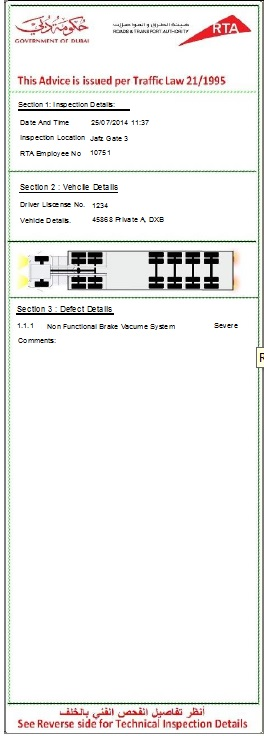 حكومة دبي
GOVERNMENT OF DUBAI
هيئة الطرق و المواصلات
ROADS & TRANSPORT AUTHORITY
RTA
This Advice is issued per Traffic Law 21/1995
Section 1: Inspection Details:
Date And Time 25/07/2014 11:37
Inspection Location Jafz Gate 3
RTA Employee No 10751
Section 2 : Vehcile Details
Driver Liscense No. 1234
Vehicle Details. 45868 Private A, DXB
Section 3 : Defect Details
1.1.1 Non Functional Brake Vacume System Severe
Comments:
R
أنظر تفاصيل الفحص الفني بالخلف
See Reverse side for Technical Inspection Details